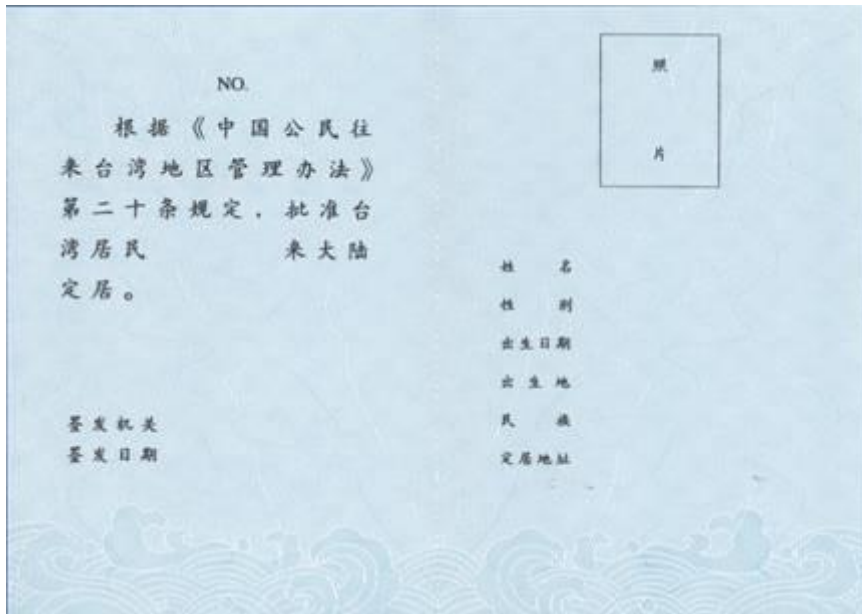 NO.
根据《中国公民往
来台湾地区管理办法》
第二十条规定，批准台
湾居民 来大陆
定居。
签发机关
签发日期
照
片
姓名
性别
出生日期
出生地
民族
定居地址